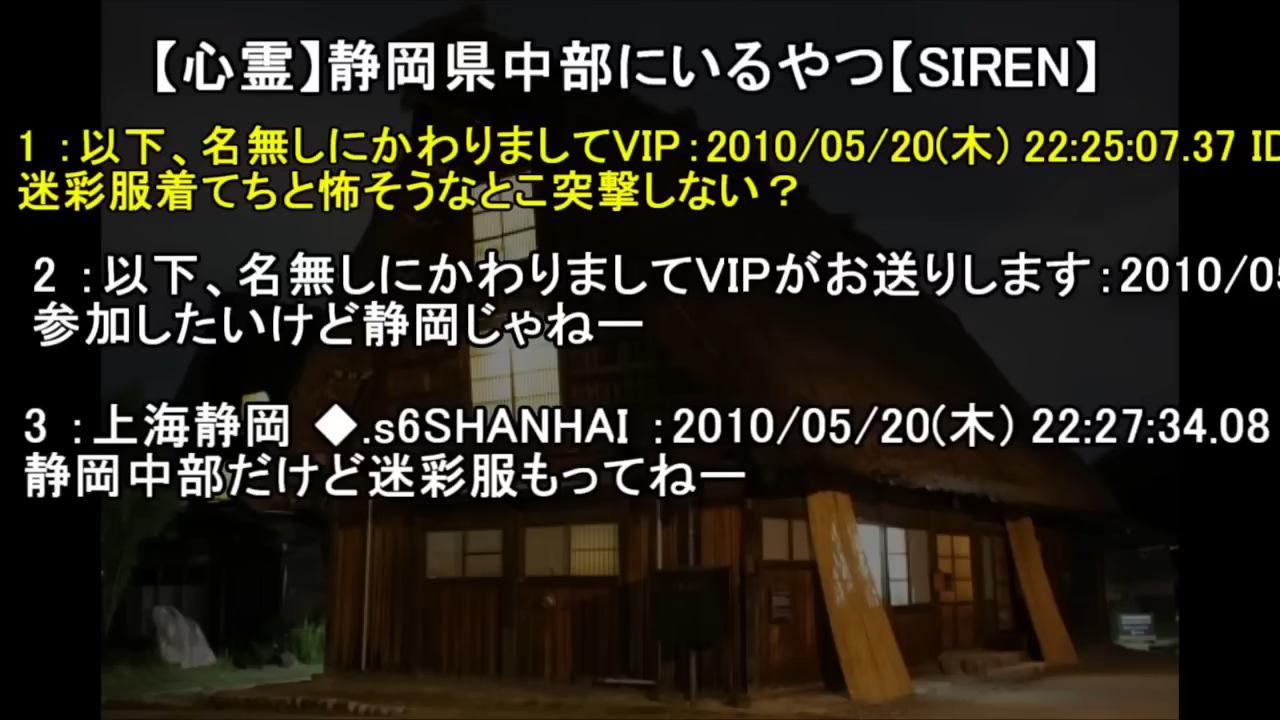 【心霊】静岡県中部にいるやつ【SIREN】
1 ：以下、名無しにかわりましてVIP：2010/05/20(木) 22:25:07.37 ID
迷彩服着てちと怖そうなとこ突撃しない？
2 ：以下、名無しにかわりましてVIPがお送りします：2010/05
参加したいけど静岡じゃねー
3 ：上海静岡 ◆.s6SHANHAI ：2010/05/20(木) 22:27:34.08
静岡中部だけど迷彩服もってねー